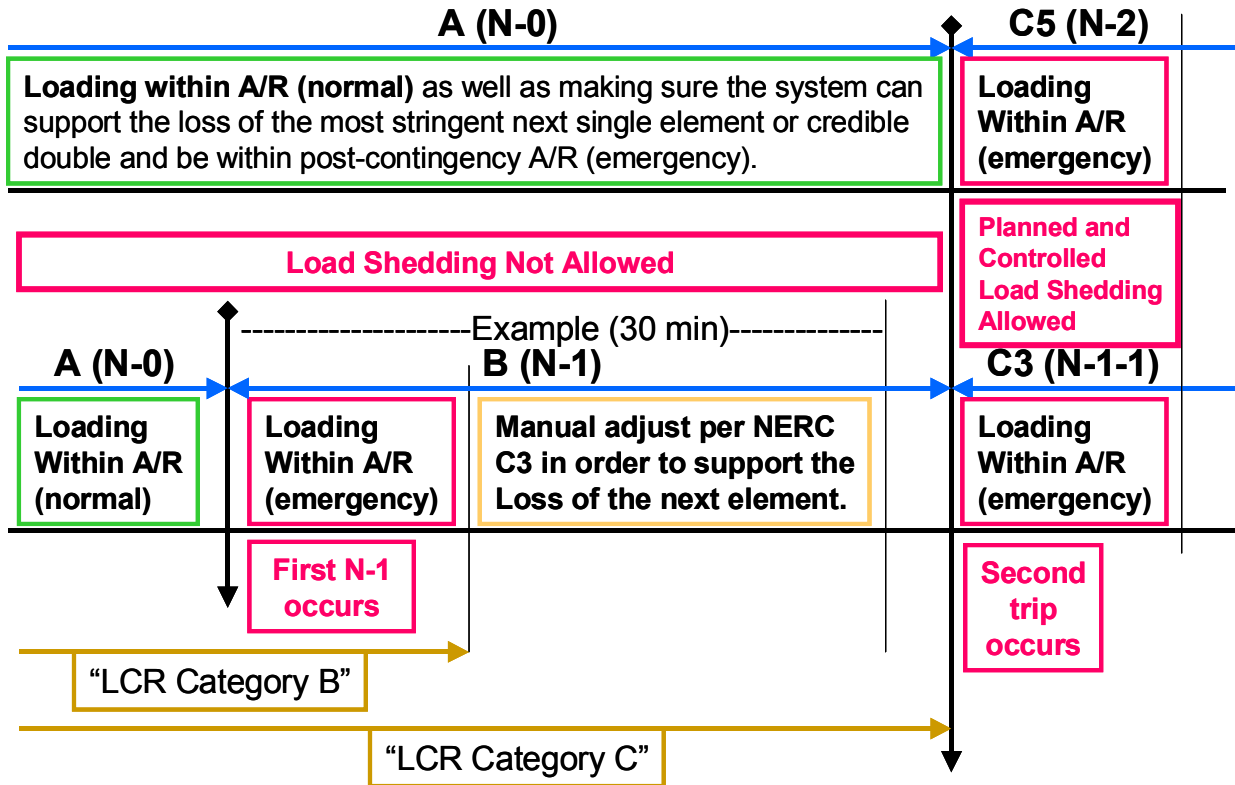 A (N-0)
C5 (N-2)
Loading within A/R (normal) as well as making sure the system can
support the loss of the most stringent next single element or credible
double and be within post-contingency A/R (emergency).
Loading
Within A/R
(emergency)
Load Shedding Not Allowed
Planned and
Controlled
Load Shedding
Allowed
--------------------Example (30 min)-------------
A (N-0)
B (N-1)
C3 (N-1-1)
Loading
Within A/R
(normal)
Loading
Within A/R
(emergency)
Manual adjust per NERC
C3 in order to support the
Loss of the next element.
Loading
Within A/R
(emergency)
First N-1
occurs
Second
trip
occurs
“LCR Category B”
“LCR Category C”